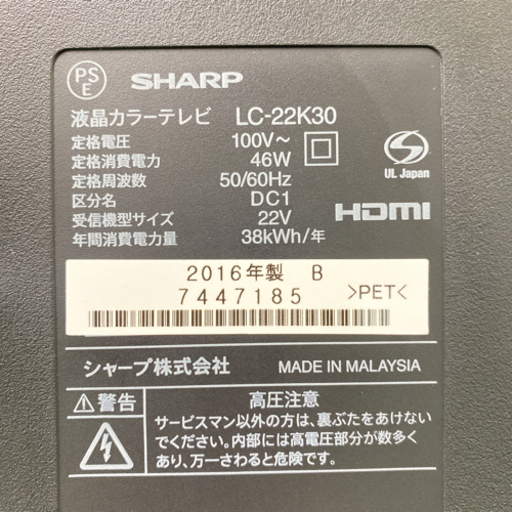 PS
E
SHARP
液晶カラーテレビ LC-22K30
定格電圧 100V～
定格消費電力 46W
定格周波数 50/60Hz
区分名 DC1
受信機型サイズ 22V
年間消費電力量 38kWh/年
S
UL Japan
HDMI
2016年製 B
7447185
>PET<
シャープ株式会社 MADE IN MALAYSIA
⚠警告
高圧注意
サービスマン以外の方は、裏ぶたをあけない
でください。内部には高電圧部分が数多く
あり、万一さわると危険です。